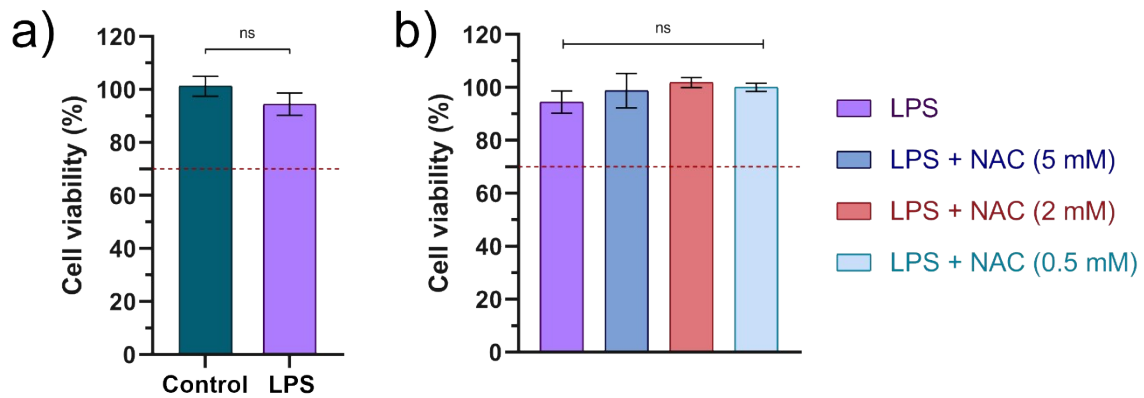 a)
ns
120
100
80
60
40
20
0
Cell viability (%)
Control
LPS
b)
ns
120
100
80
60
40
20
0
Cell viability (%)
LPS
LPS + NAC (5 mM)
LPS + NAC (2 mM)
LPS + NAC (0.5 mM)